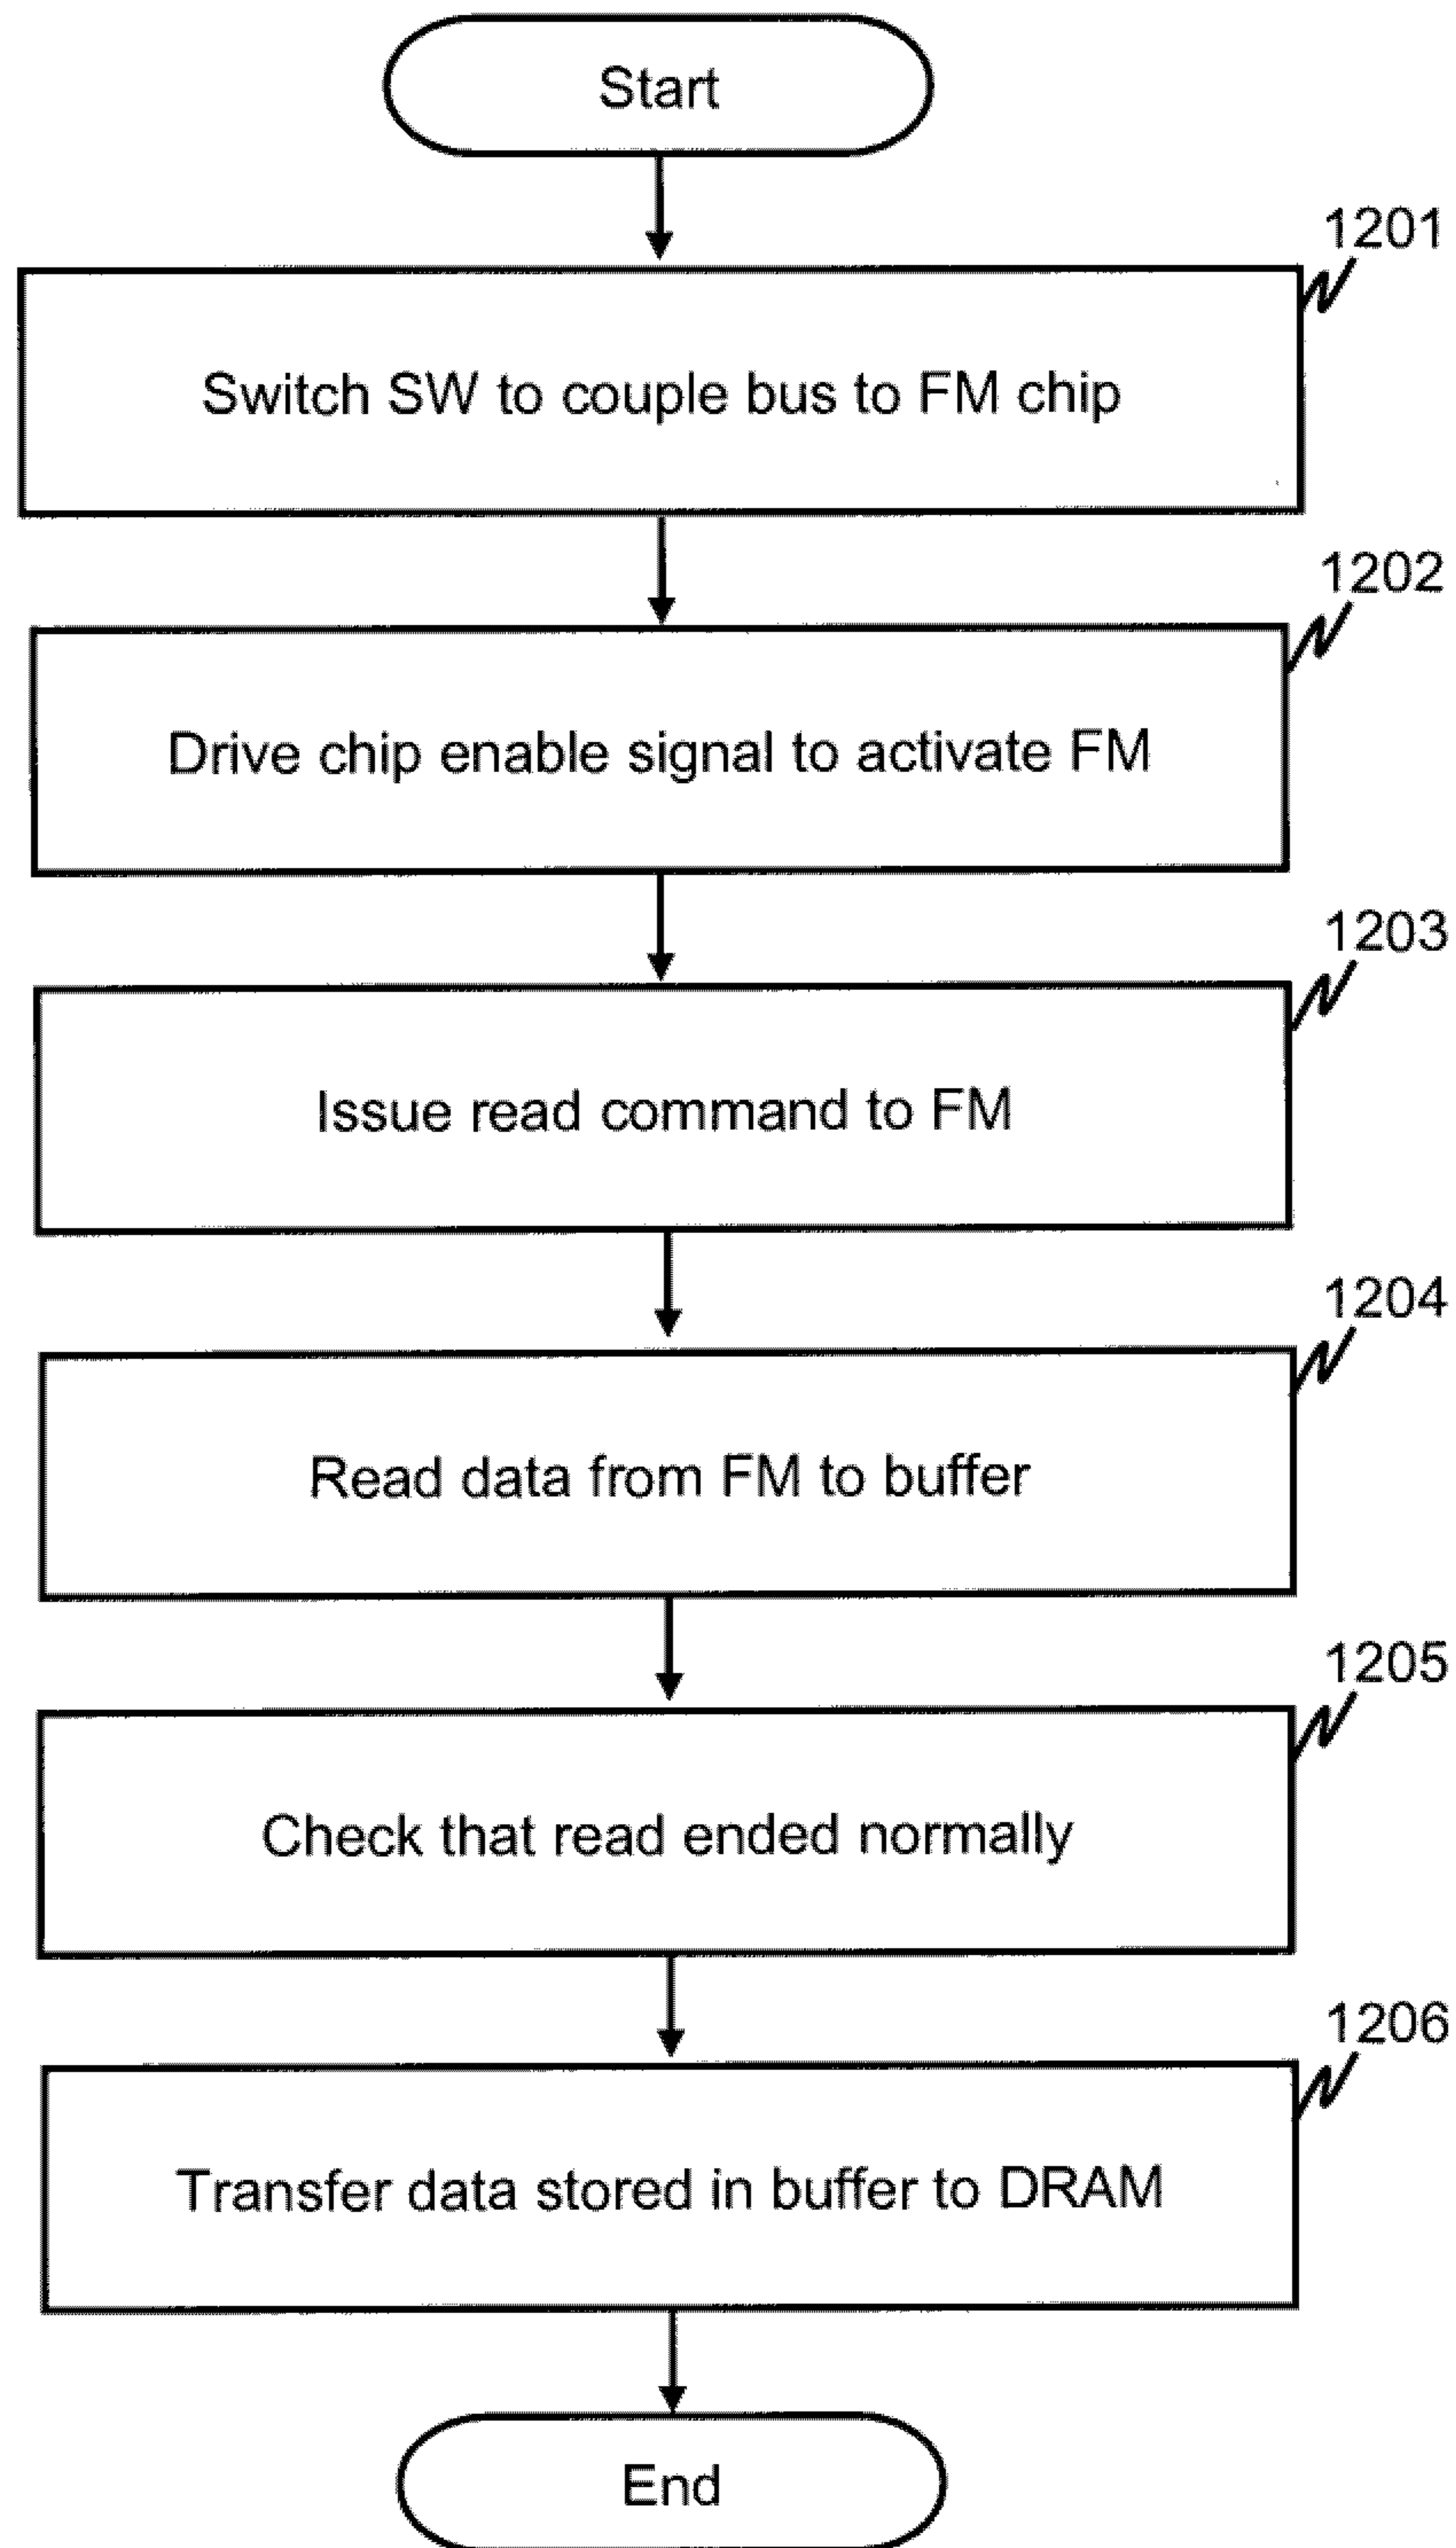 Start
1201
Switch SW to couple bus to FM chip
1202
Drive chip enable signal to activate FM
1203
Issue read command to FM
1204
Read data from FM to buffer
1205
Check that read ended normally
1206
Transfer data stored in buffer to DRAM
End